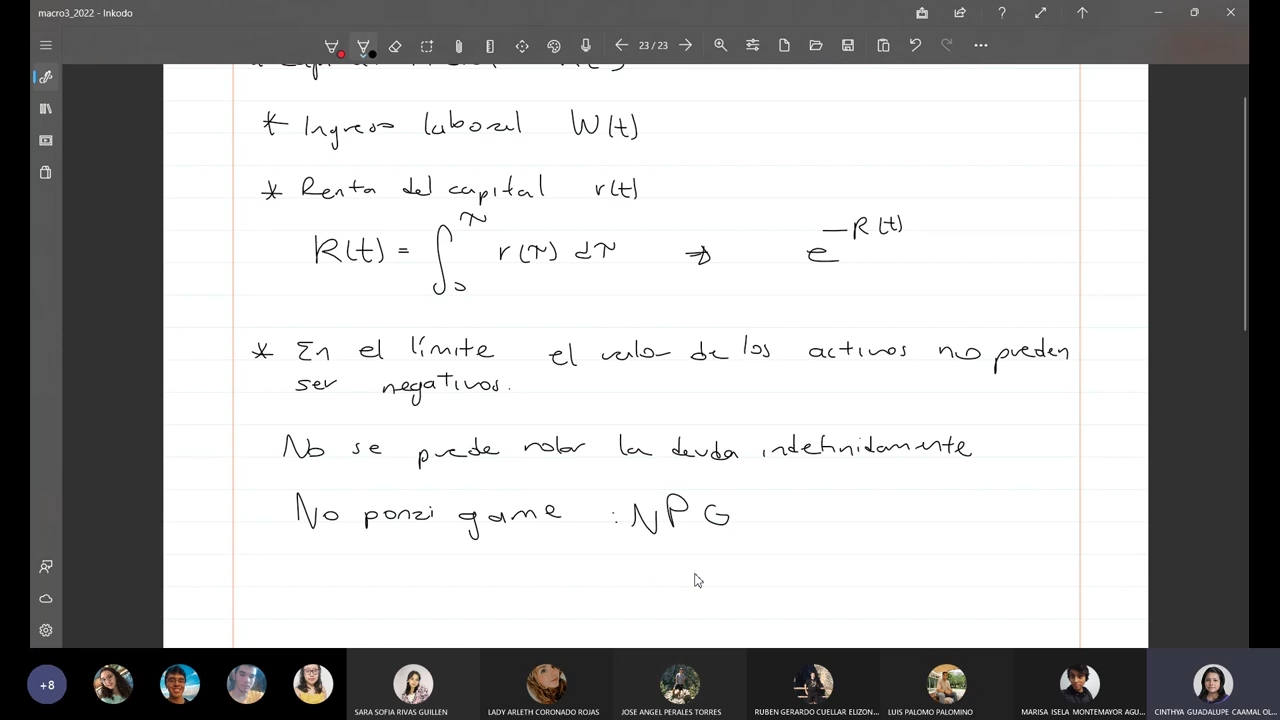 macro3_2022 - Inkodo
23 / 23
* Ingreso laboral W(t)
* Renta del capital r(t)
R(t) = ∫₀^τ r(τ) dτ ⇒ e^{-R(t)}
* En el límite el valor de los activos no pueden
ser negativos.
No se puede rolar la deuda indefinidamente
No ponzi game : NPG
+8
SARA SOFIA RIVAS GUILLEN
LADY ARLETH CORONADO ROJAS
JOSE ANGEL PERALES TORRES
RUBEN GERARDO CUELLAR ELIZON...
LUIS PALOMO PALOMINO
MARISA ISELA MONTEMAYOR AGU...
CINTHYA GUADALUPE CAAMAL OL...